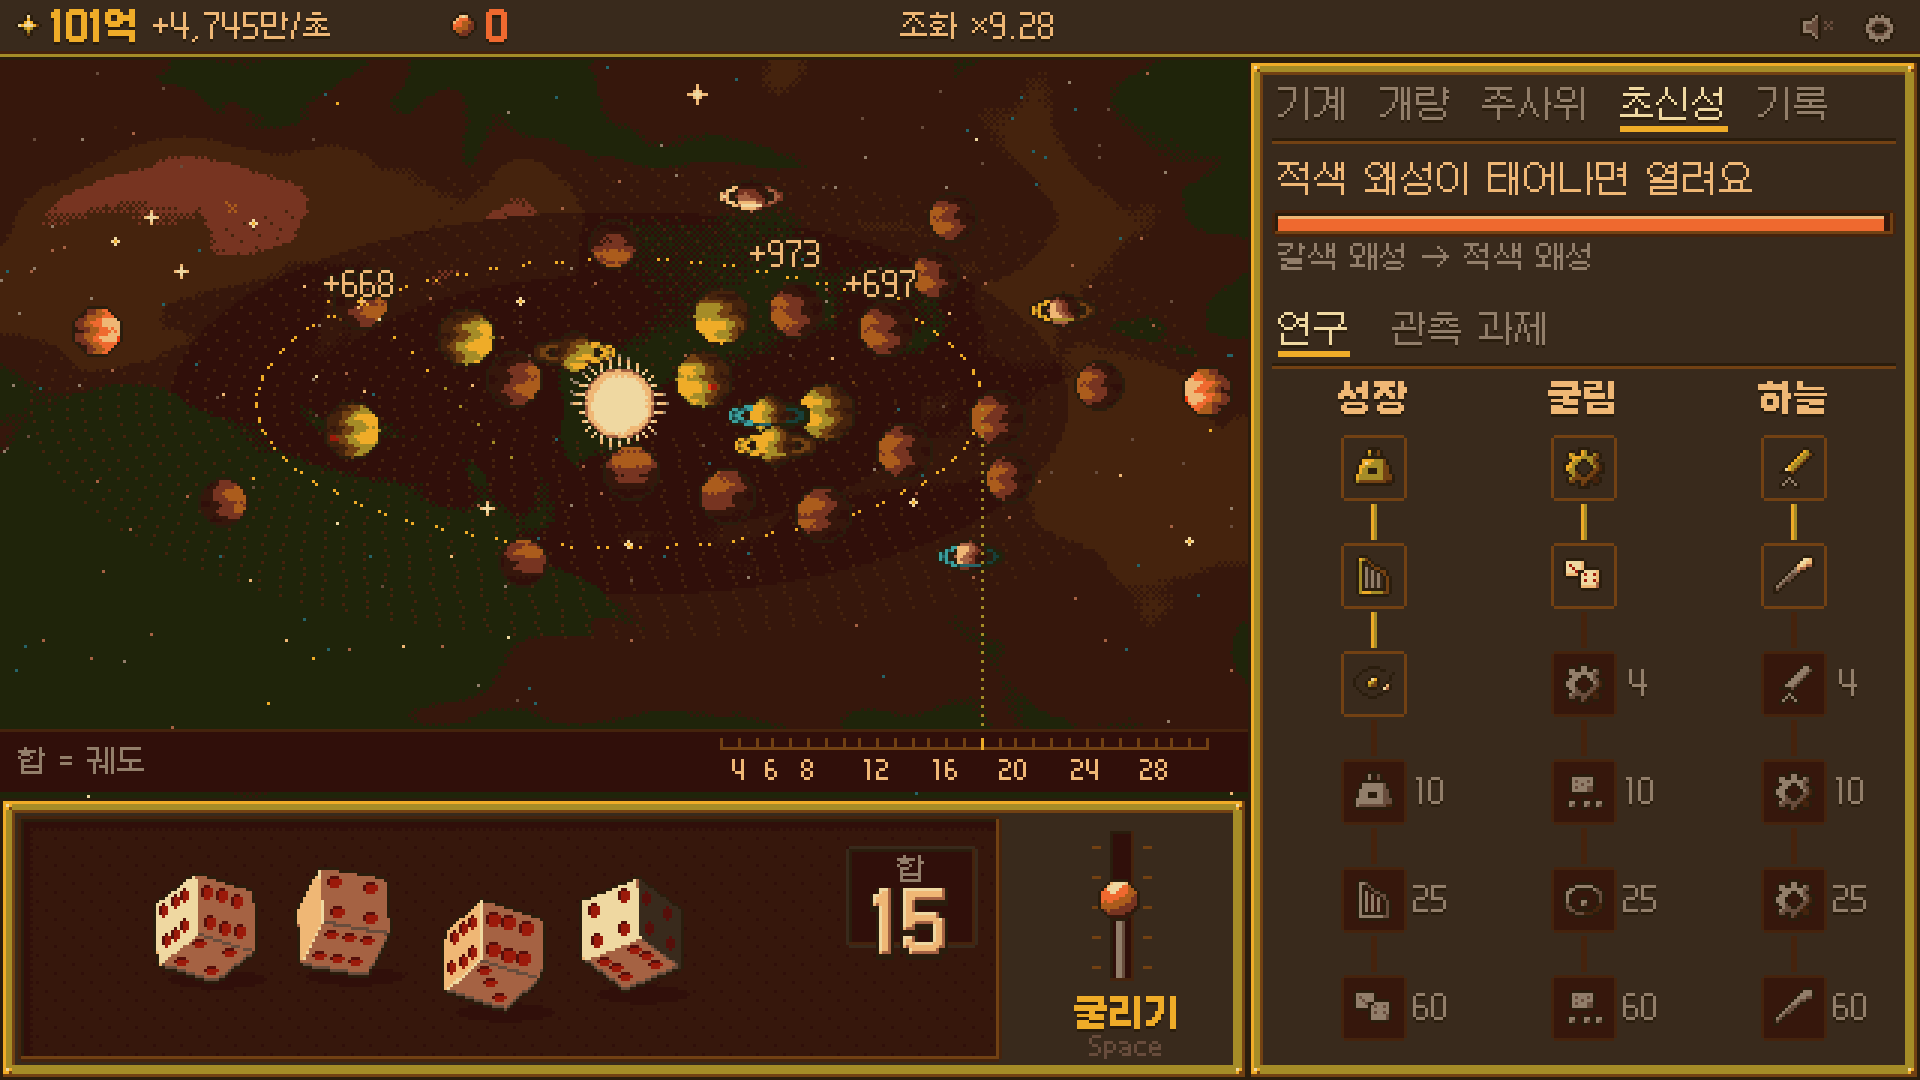 101억 +4,745만/초
0
조화 ×9.28
기계 개량 주사위 초신성 기록
적색 왜성이 태어나면 열려요
갈색 왜성 → 적색 왜성
연구 관측 과제
성장 굴림 하늘
4 4
10 10 10
25 25 25
60 60 60
+973
+668
+697
합 = 궤도
4 6 8 12 16 20 24 28
합
15
굴리기
Space